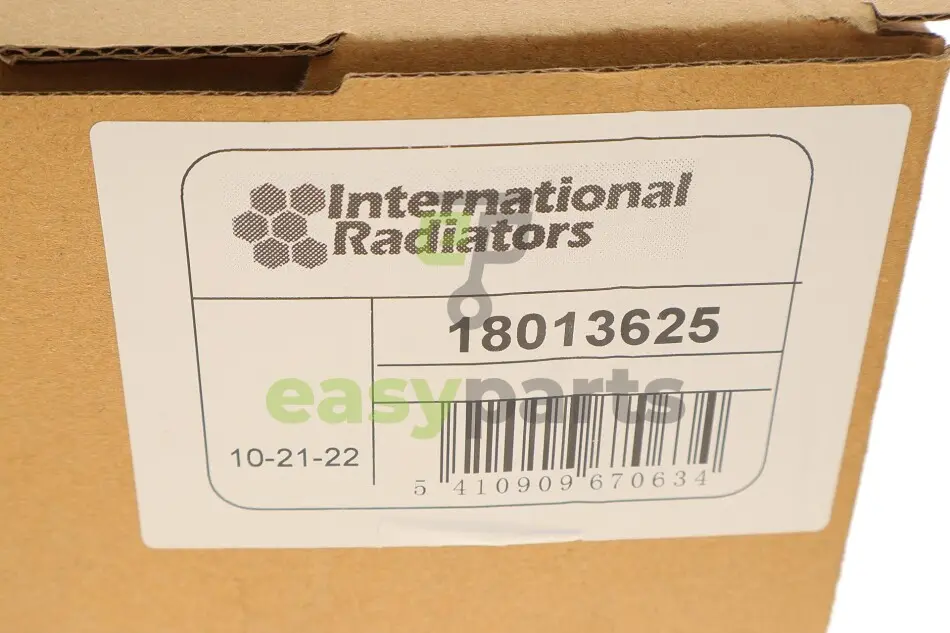 International
Radiators
18013625
easyparts
10-21-22
5 410909 670634